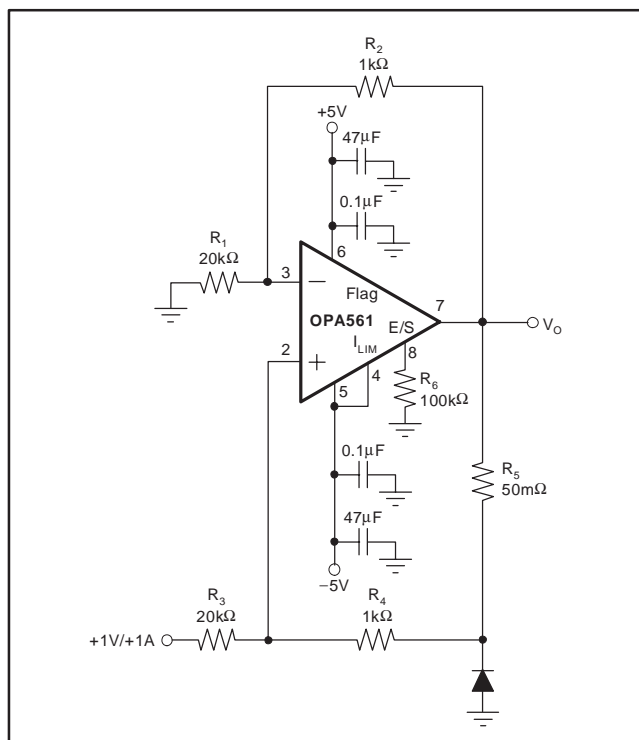 R2
1kΩ
+5V
47μF
0.1μF
R1
20kΩ
6
3
−
Flag
7
OPA561
VO
E/S
2
+
ILIM
8
4
5
R6
100kΩ
0.1μF
R5
50mΩ
47μF
−5V
R3
20kΩ
R4
1kΩ
+1V/+1A